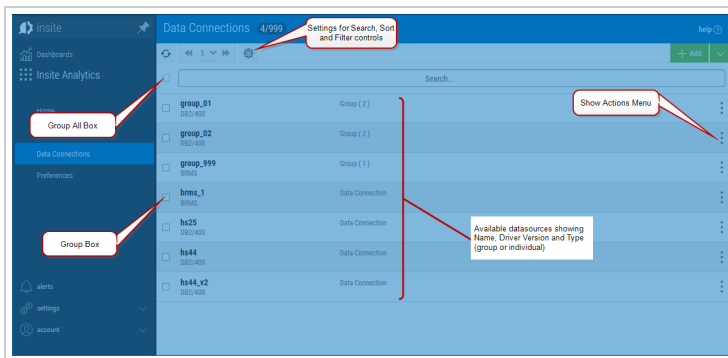 insite
Data Connections 4/999
Settings for Search, Sort
and Filter controls
help ?
Dashboards
1
+ Add
Insite Analytics
Search...
Home
Group All Box
Data Connections
Preferences
Group Box
alerts
settings
account
group_01
DB2/400
Group ( 2 )
Show Actions Menu
group_02
DB2/400
Group ( 2 )
group_999
BRMS
Group ( 1 )
brms_1
BRMS
Data Connection
hs25
DB2/400
Data Connection
Available datasources showing
Name, Driver Version and Type
(group or individual)
hs44
DB2/400
Data Connection
hs44_v2
DB2/400
Data Connection